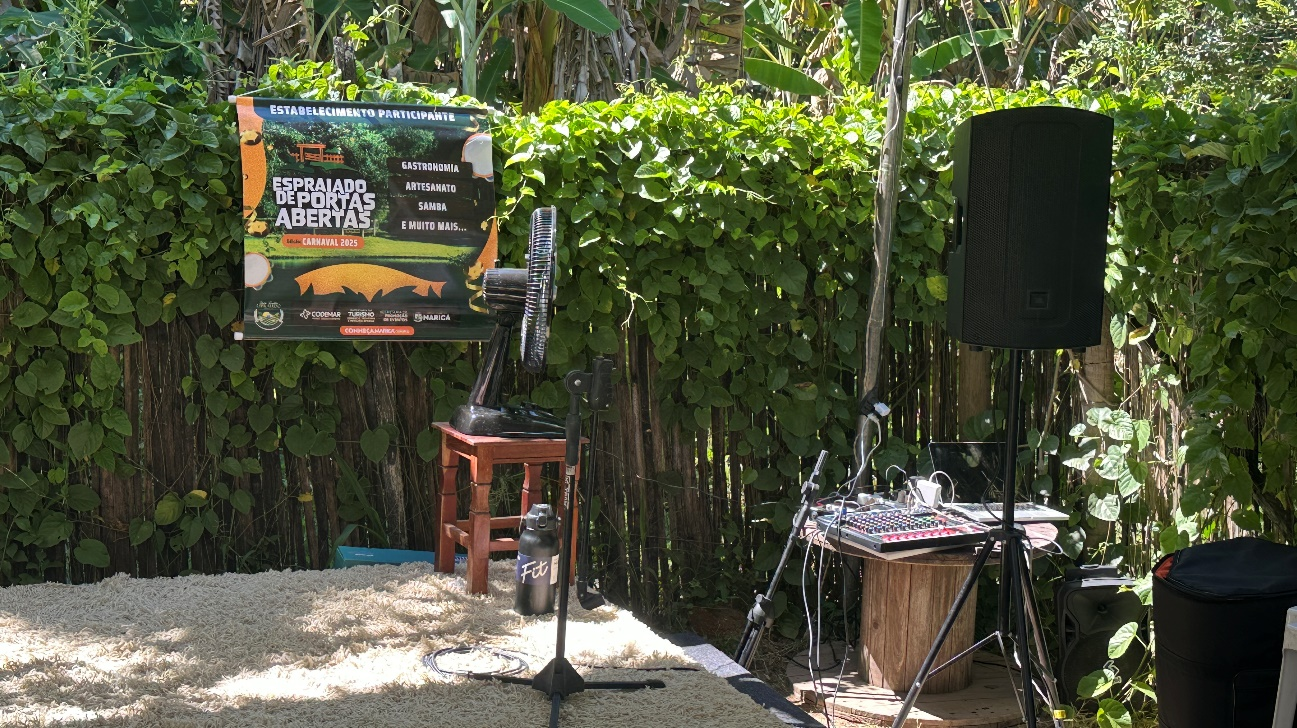 ESTABELECIMENTO PARTICIPANTE
ESPRAIADO
DE PORTAS
ABERTAS
CARNAVAL 2025
GASTRONOMIA
ARTESANATO
SAMBA
E MUITO MAIS...
CODEMAR
TURISMO
MARICÁ
Fit